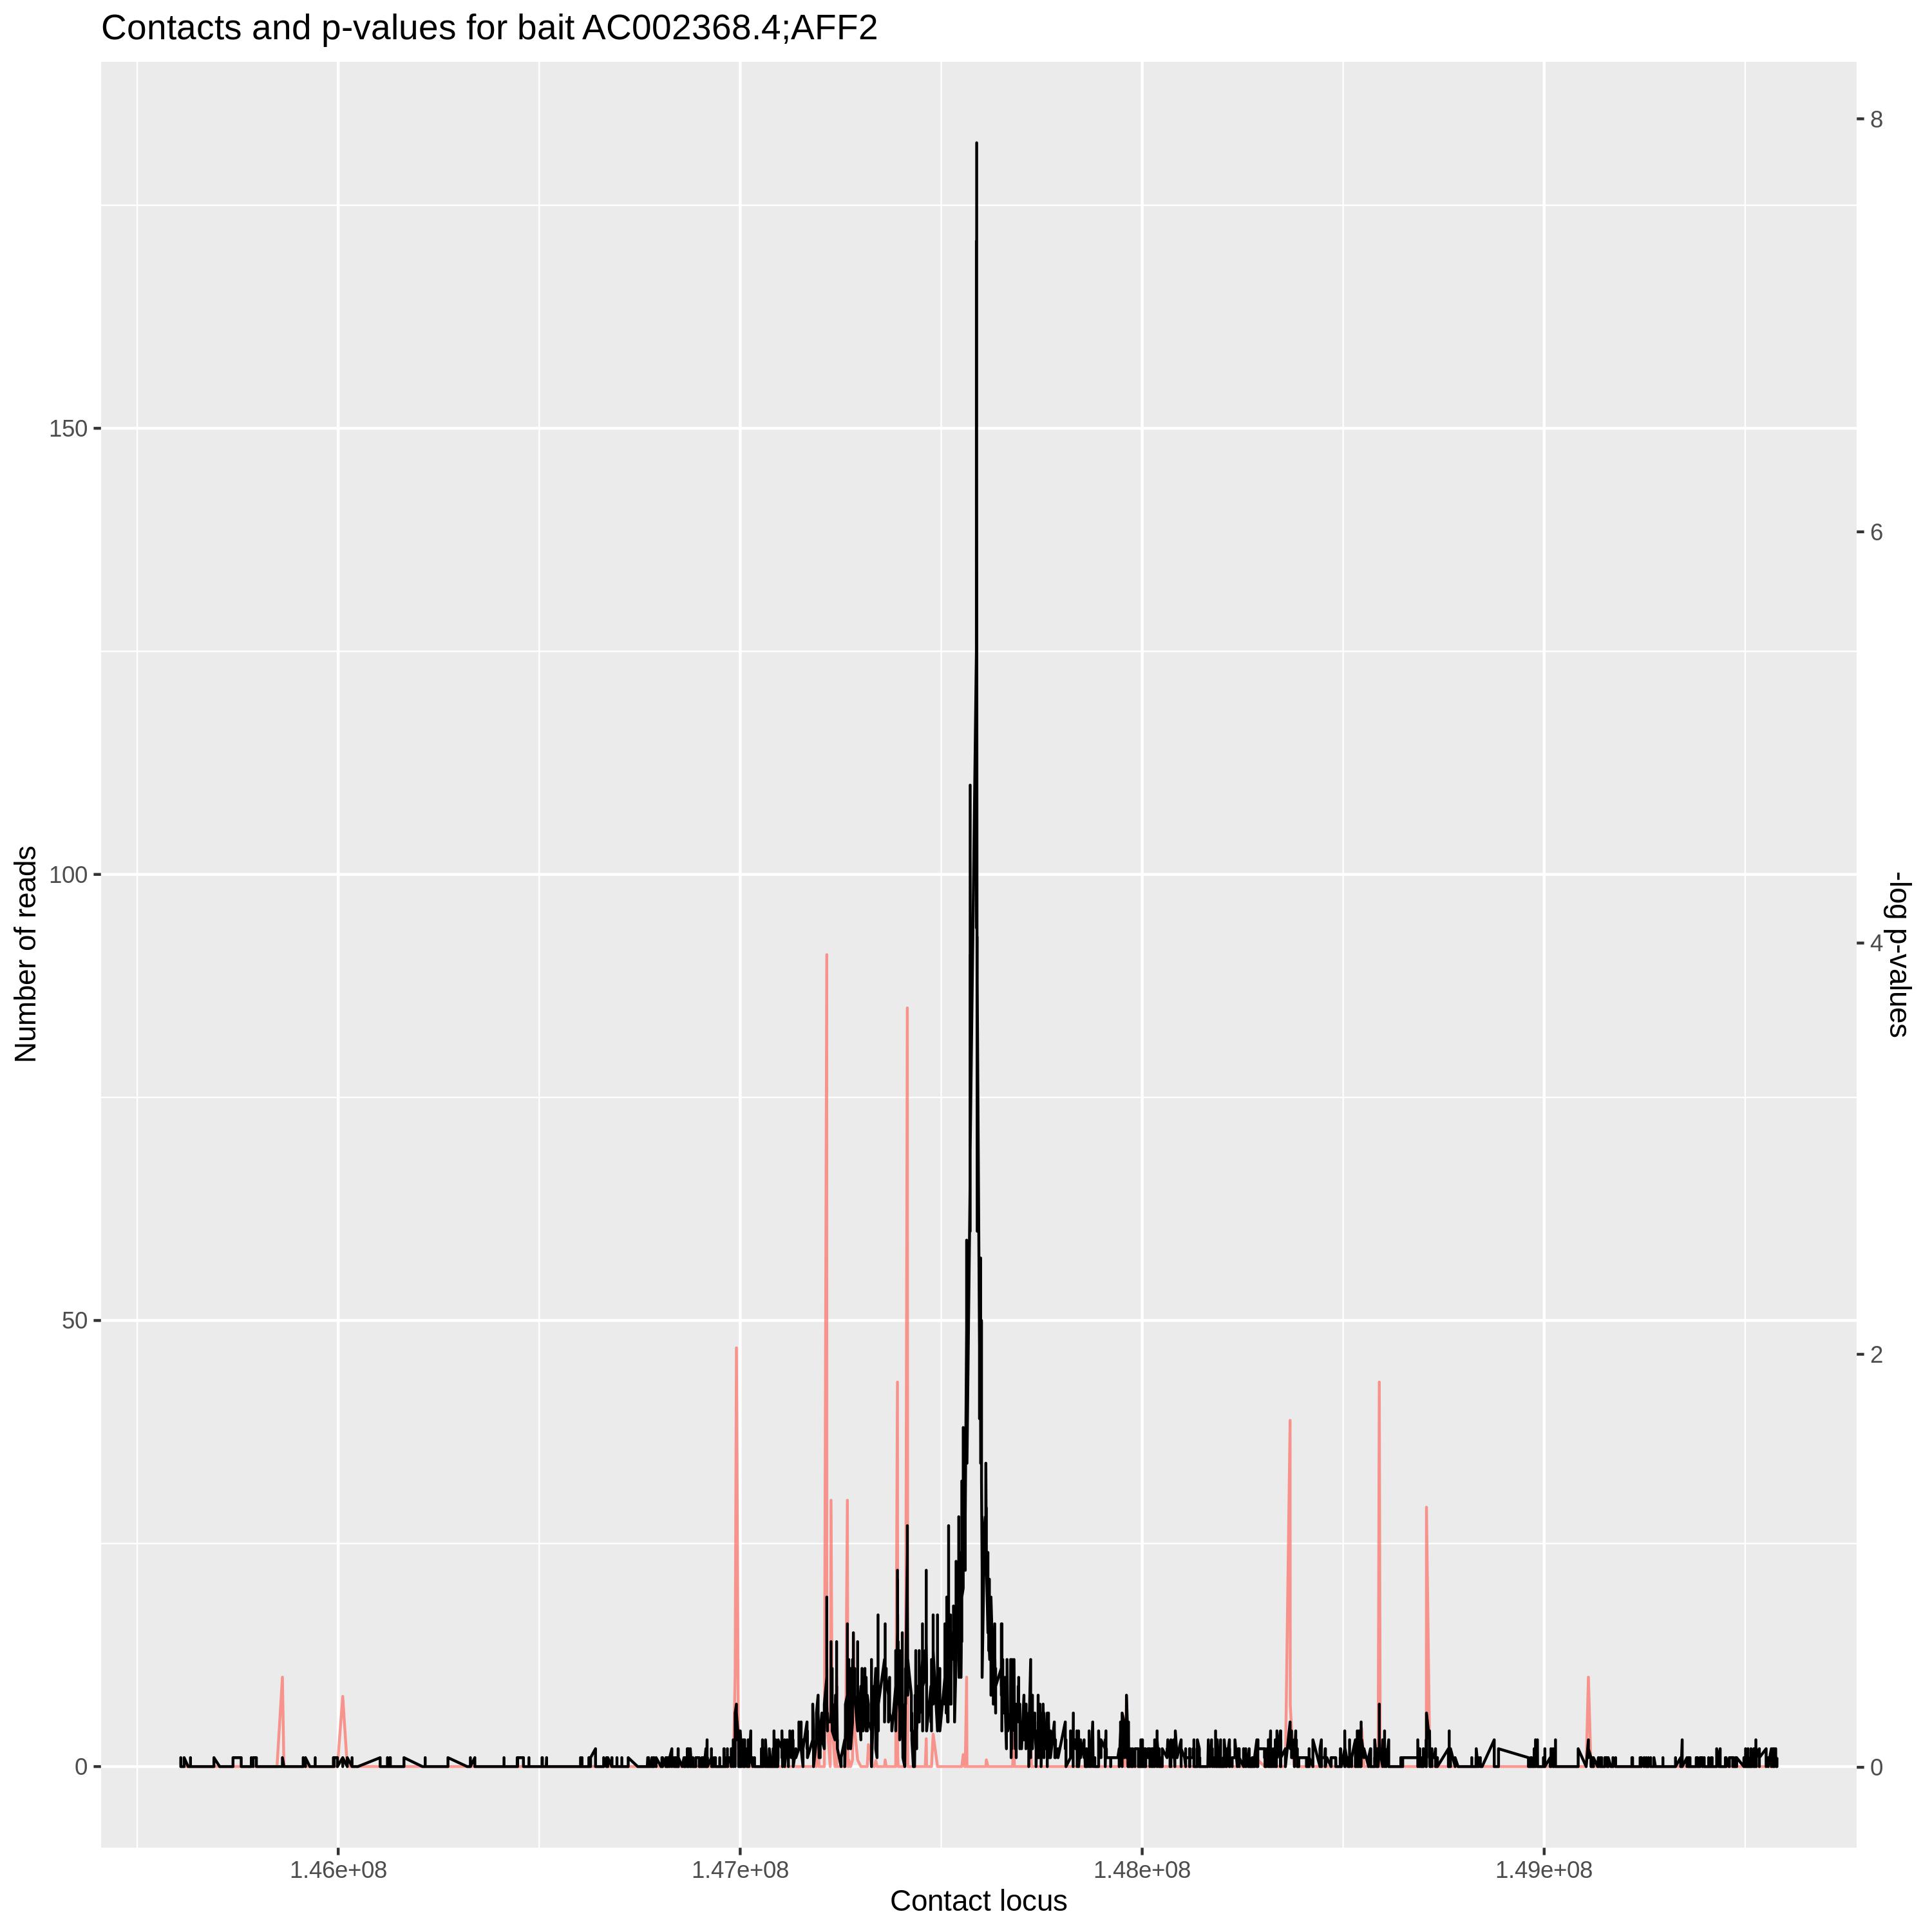 Contacts and p-values for bait AC002368.4;AFF2
Number of reads
150
100
50
0
8
6
4
2
0
-log p-values
1.46e+08 1.47e+08 1.48e+08 1.49e+08
Contact locus